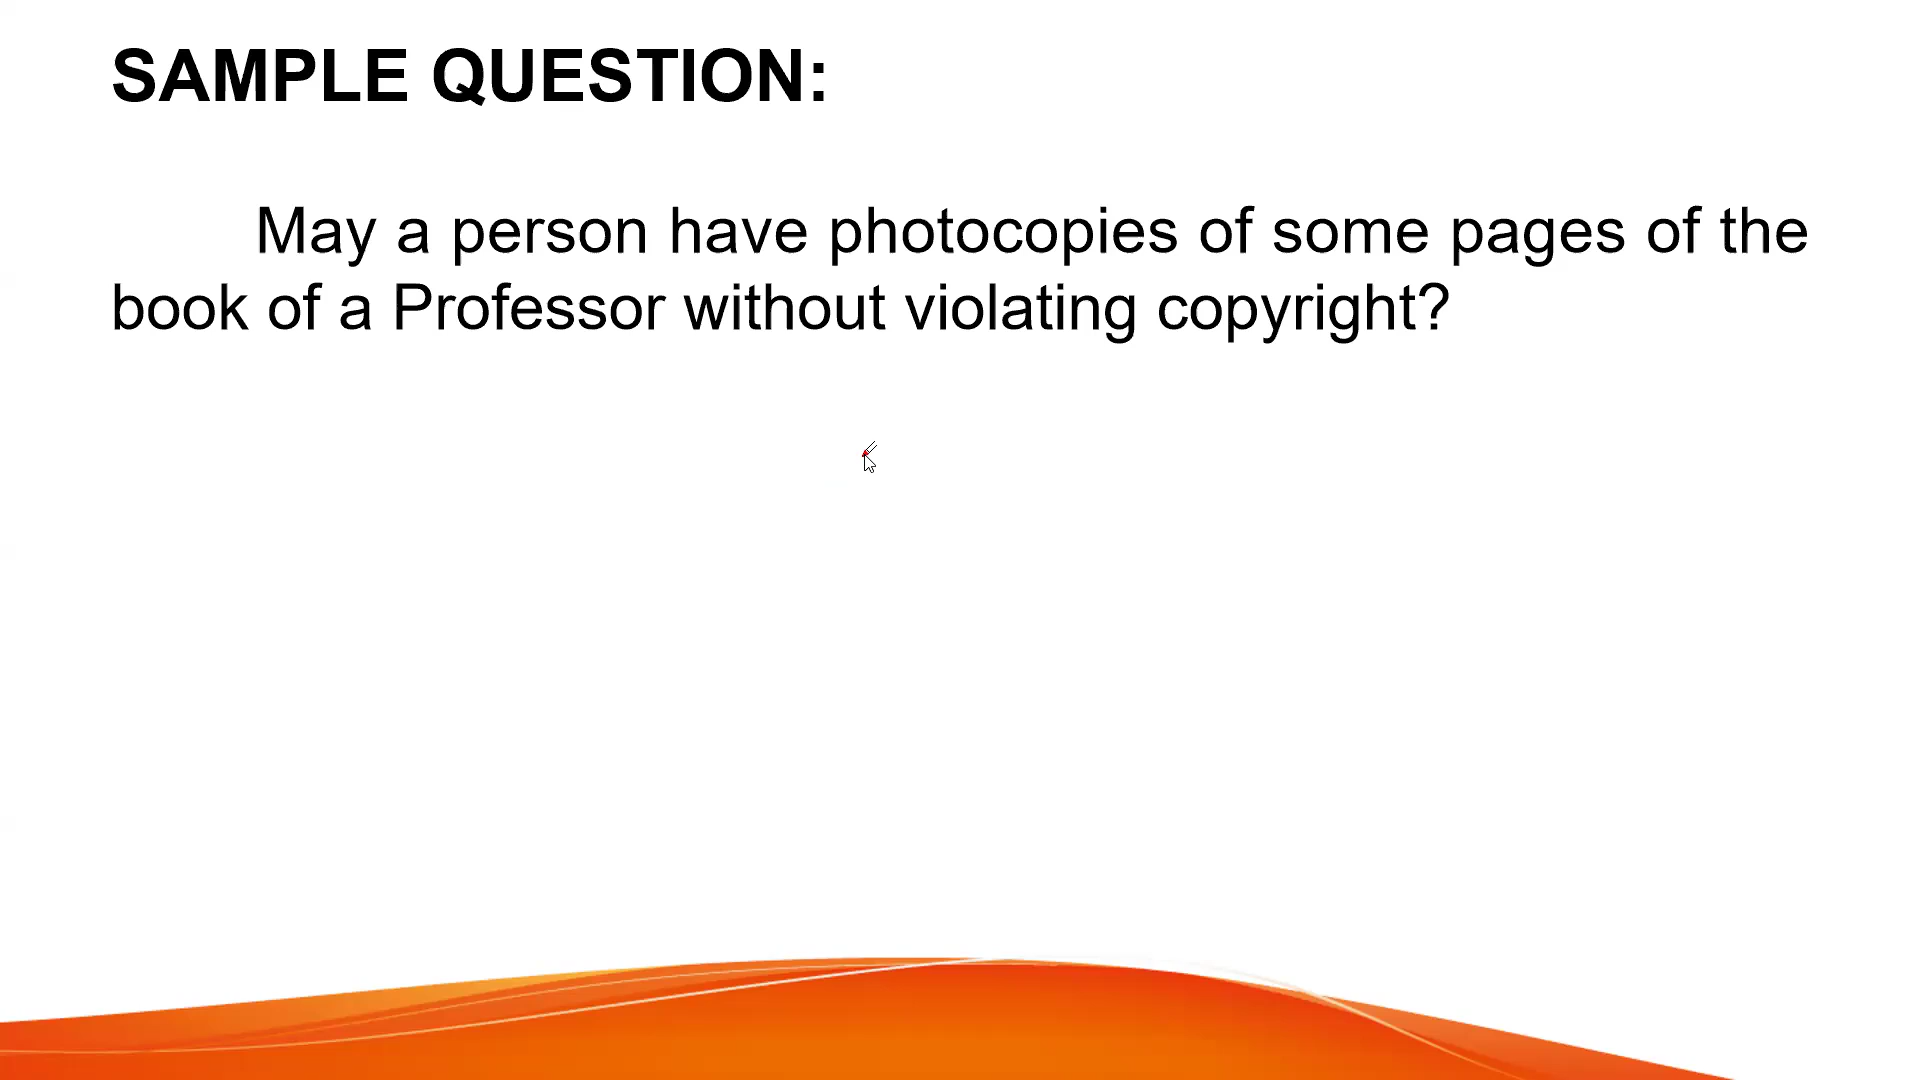 SAMPLE QUESTION:
May a person have photocopies of some pages of the
book of a Professor without violating copyright?